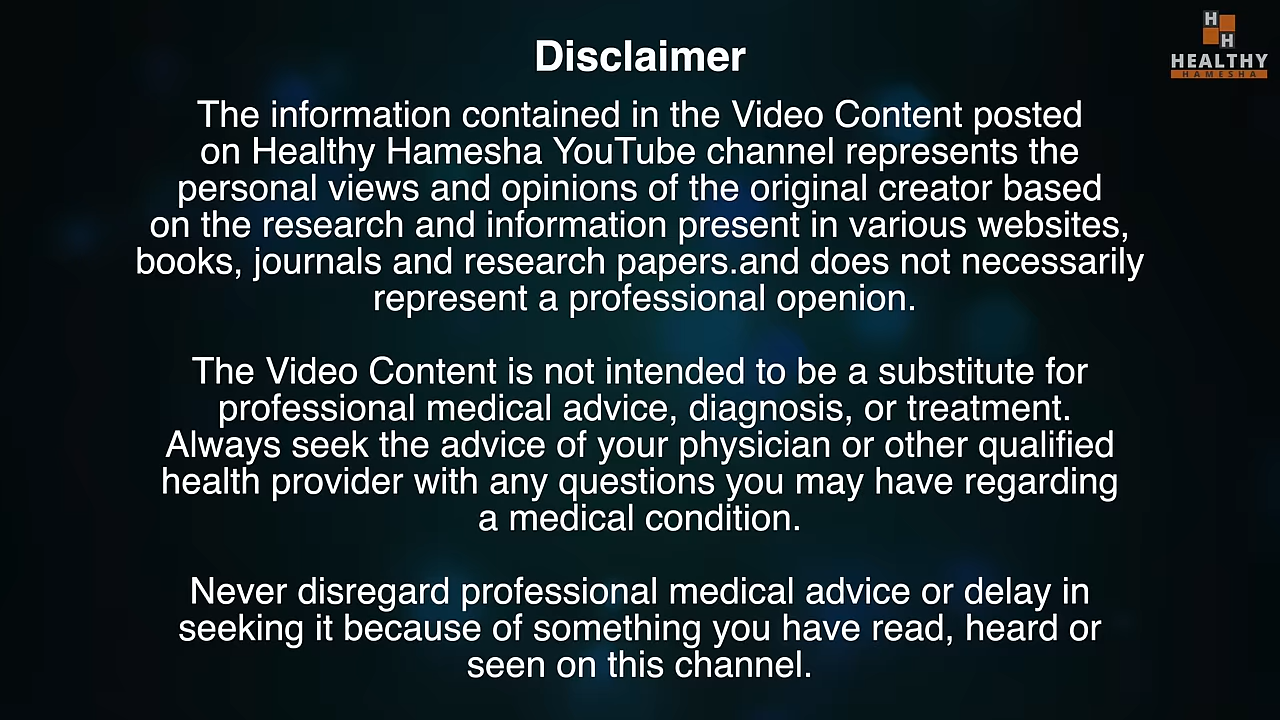 H
H
HEALTHY
HAMESHA
Disclaimer
The information contained in the Video Content posted
on Healthy Hamesha YouTube channel represents the
personal views and opinions of the original creator based
on the research and information present in various websites,
books, journals and research papers.and does not necessarily
represent a professional openion.
The Video Content is not intended to be a substitute for
professional medical advice, diagnosis, or treatment.
Always seek the advice of your physician or other qualified
health provider with any questions you may have regarding
a medical condition.
Never disregard professional medical advice or delay in
seeking it because of something you have read, heard or
seen on this channel.